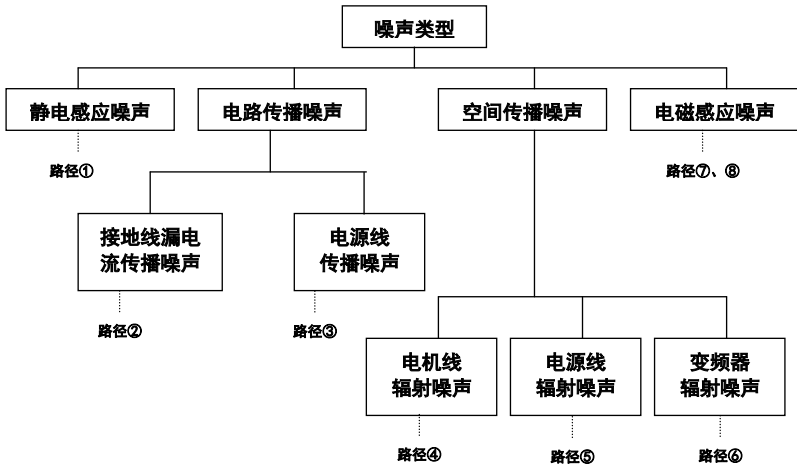 噪声类型
静电感应噪声
电路传播噪声
空间传播噪声
电磁感应噪声
路径①
路径⑦、⑧
接地线漏电
流传播噪声
电源线
传播噪声
路径②
路径③
电机线
辐射噪声
电源线
辐射噪声
变频器
辐射噪声
路径④
路径⑤
路径⑥